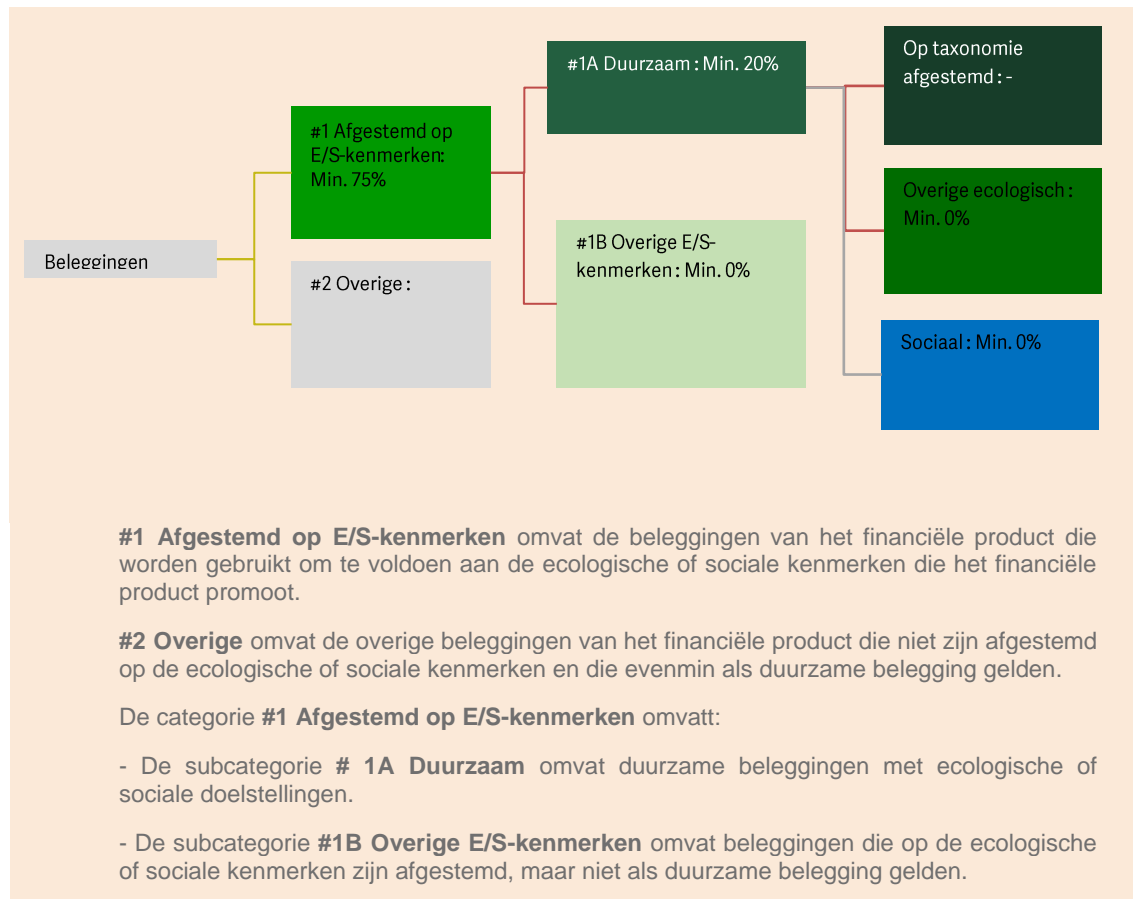 Beleggingen
#1 Afgestemd op
E/S-kenmerken:
Min. 75%
#2 Overige :
#1A Duurzaam : Min. 20%
#1B Overige E/S-
kenmerken : Min. 0%
Op taxonomie
afgestemd : -
Overige ecologisch :
Min. 0%
Sociaal : Min. 0%
#1 Afgestemd op E/S-kenmerken omvat de beleggingen van het financiële product die
worden gebruikt om te voldoen aan de ecologische of sociale kenmerken die het financiële
product promoot.
#2 Overige omvat de overige beleggingen van het financiële product die niet zijn afgestemd
op de ecologische of sociale kenmerken en die evenmin als duurzame belegging gelden.
De categorie #1 Afgestemd op E/S-kenmerken omvatt:
- De subcategorie # 1A Duurzaam omvat duurzame beleggingen met ecologische of
sociale doelstellingen.
- De subcategorie #1B Overige E/S-kenmerken omvat beleggingen die op de ecologische
of sociale kenmerken zijn afgestemd, maar niet als duurzame belegging gelden.